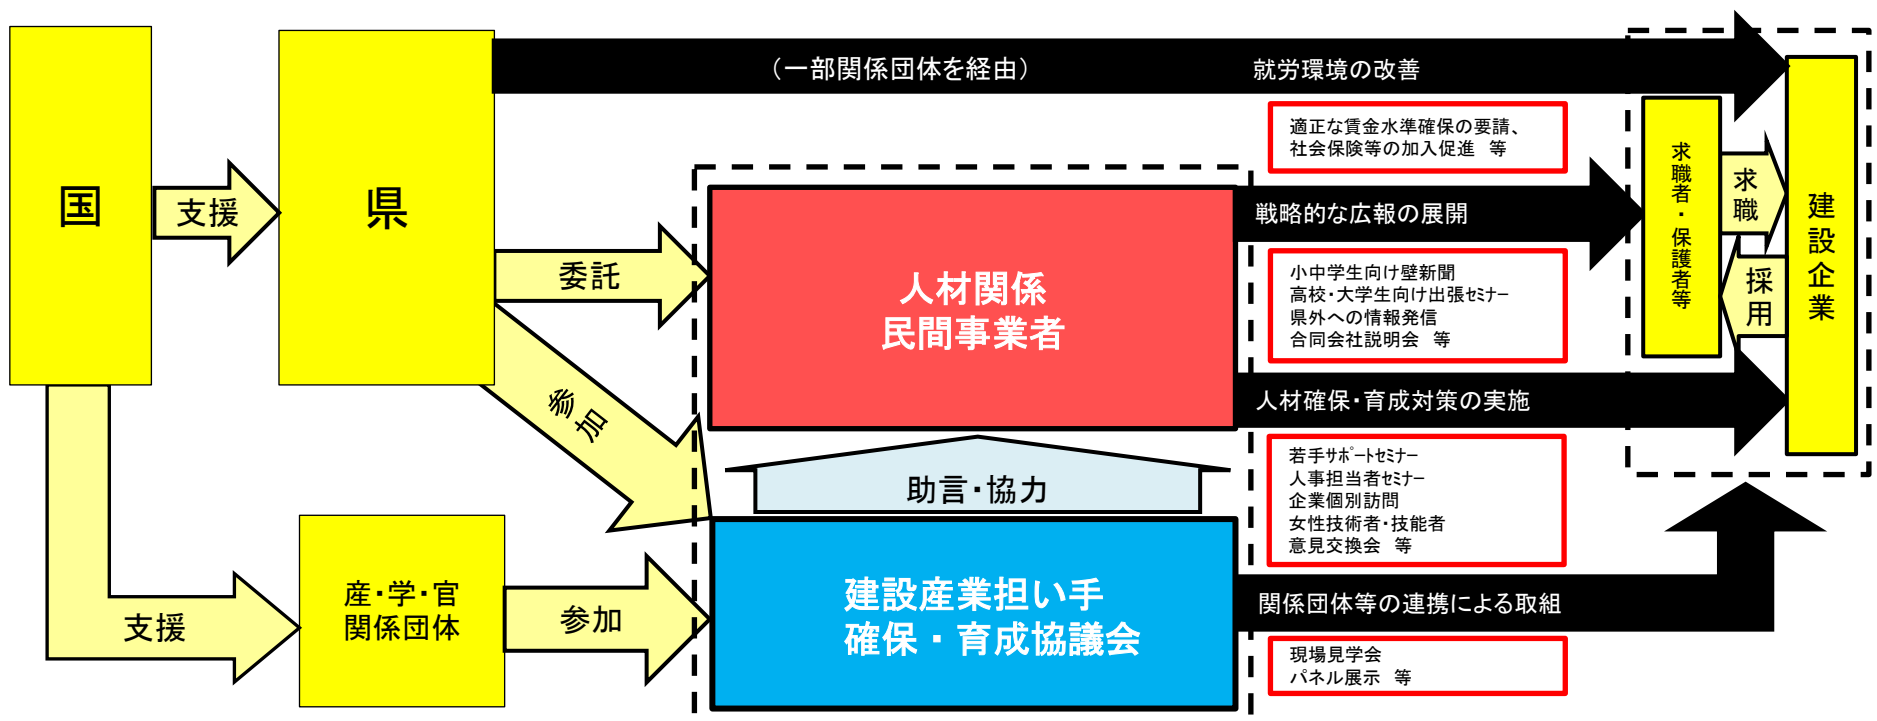 国
支援
県
(一部関係団体を経由)
就労環境の改善
適正な賃金水準確保の要請、
社会保険等の加入促進　等
委託
人材関係
民間事業者
戦略的な広報の展開
小中学生向け壁新聞
高校・大学生向け出張ｾﾐﾅｰ
県外への情報発信
合同会社説明会　等
求職者・保護者等
求職
採用
建設企業
人材確保・育成対策の実施
若手ｻﾎﾟｰﾄｾﾐﾅｰ
人事担当者ｾﾐﾅｰ
企業個別訪問
女性技術者・技能者
意見交換会　等
参加
助言・協力
支援
産・学・官
関係団体
参加
建設産業担い手
確保・育成協議会
関係団体等の連携による取組
現場見学会
パネル展示　等